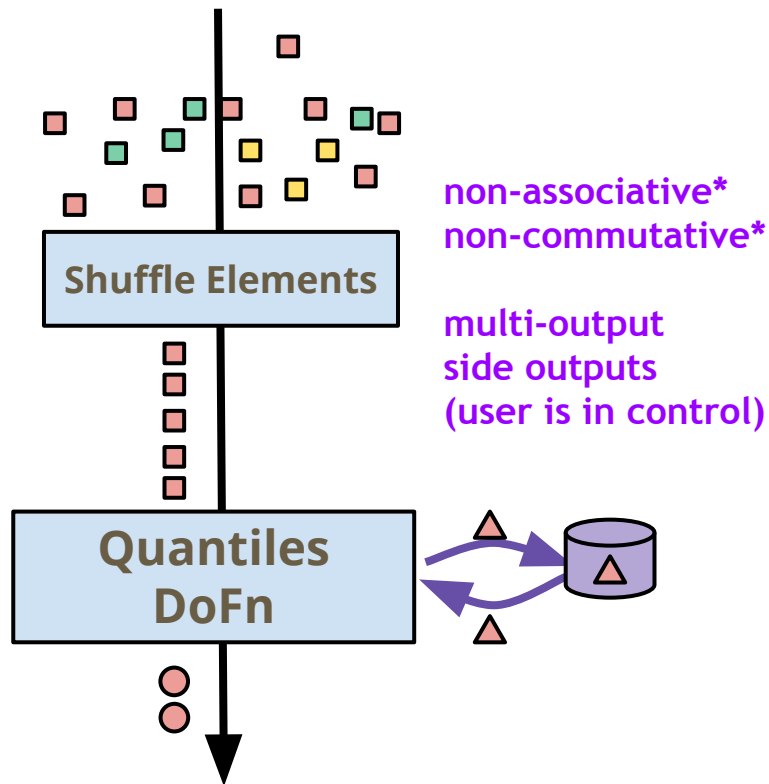 non-associative*
non-commutative*
Shuffle Elements
multi-output
side outputs
(user is in control)
Quantiles
DoFn